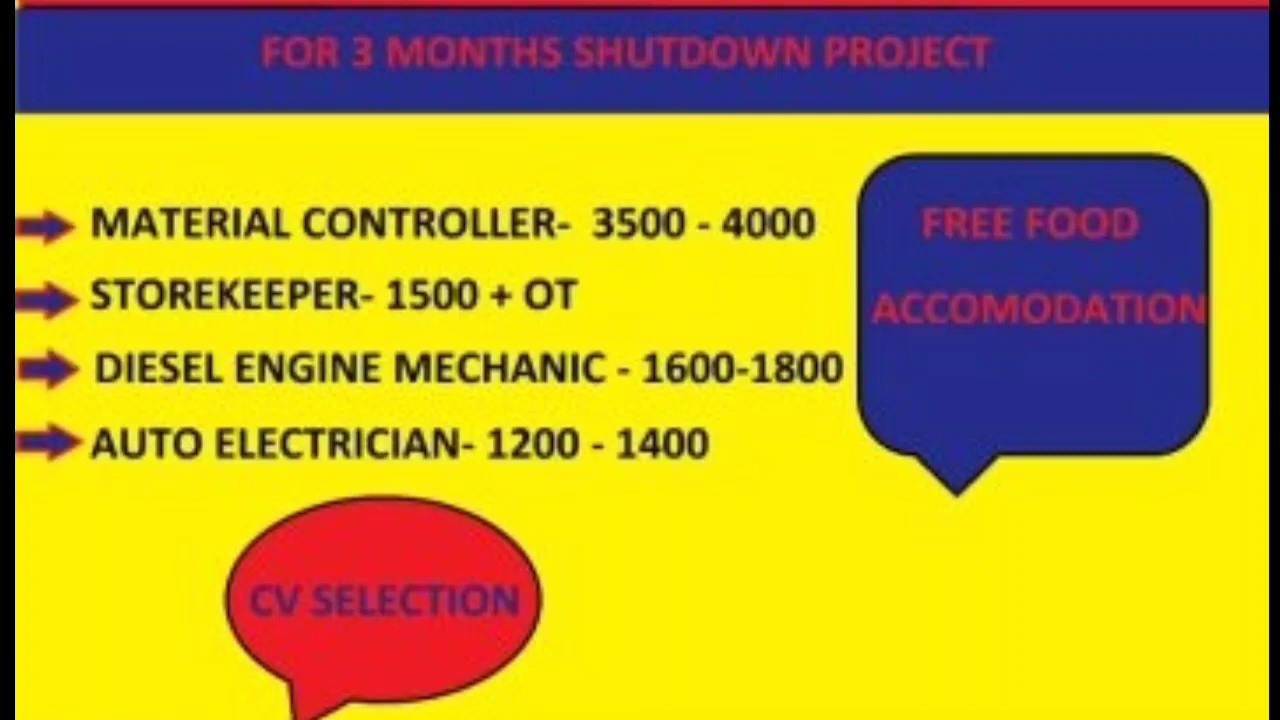 FOR 3 MONTHS SHUTDOWN PROJECT
MATERIAL CONTROLLER- 3500 - 4000
STOREKEEPER- 1500 + OT
DIESEL ENGINE MECHANIC - 1600-1800
AUTO ELECTRICIAN- 1200 - 1400
FREE FOOD
ACCOMODATION
CV SELECTION